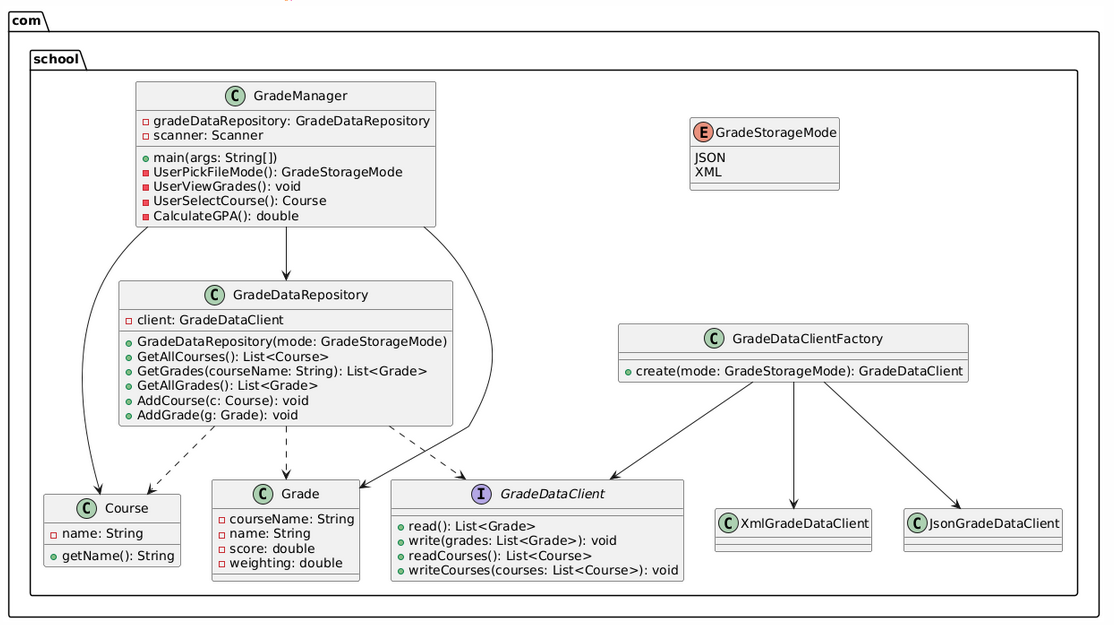 com
school
C GradeManager
gradeDataRepository: GradeDataRepository
scanner: Scanner
main(args: String[])
UserPickFileMode(): GradeStorageMode
UserViewGrades(): void
UserSelectCourse(): Course
CalculateGPA(): double
E GradeStorageMode
JSON
XML
C GradeDataRepository
client: GradeDataClient
GradeDataRepository(mode: GradeStorageMode)
GetAllCourses(): List<Course>
GetGrades(courseName: String): List<Grade>
GetAllGrades(): List<Grade>
AddCourse(c: Course): void
AddGrade(g: Grade): void
C GradeDataClientFactory
create(mode: GradeStorageMode): GradeDataClient
C Course
name: String
getName(): String
C Grade
courseName: String
name: String
score: double
weighting: double
I GradeDataClient
read(): List<Grade>
write(grades: List<Grade>): void
readCourses(): List<Course>
writeCourses(courses: List<Course>): void
C XmlGradeDataClient
C JsonGradeDataClient